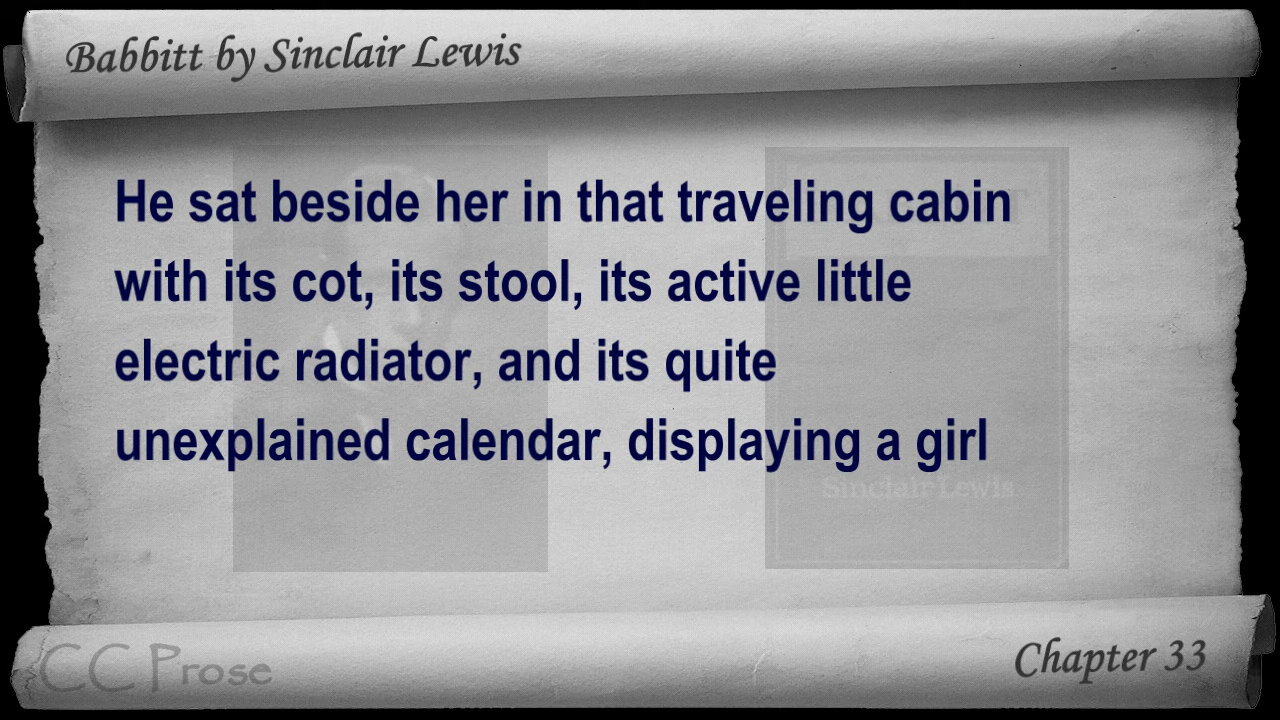 Babbitt by Sinclair Lewis
He sat beside her in that traveling cabin
with its cot, its stool, its active little
electric radiator, and its quite
unexplained calendar, displaying a girl
Sinclair Lewis
CC Prose
Chapter 33